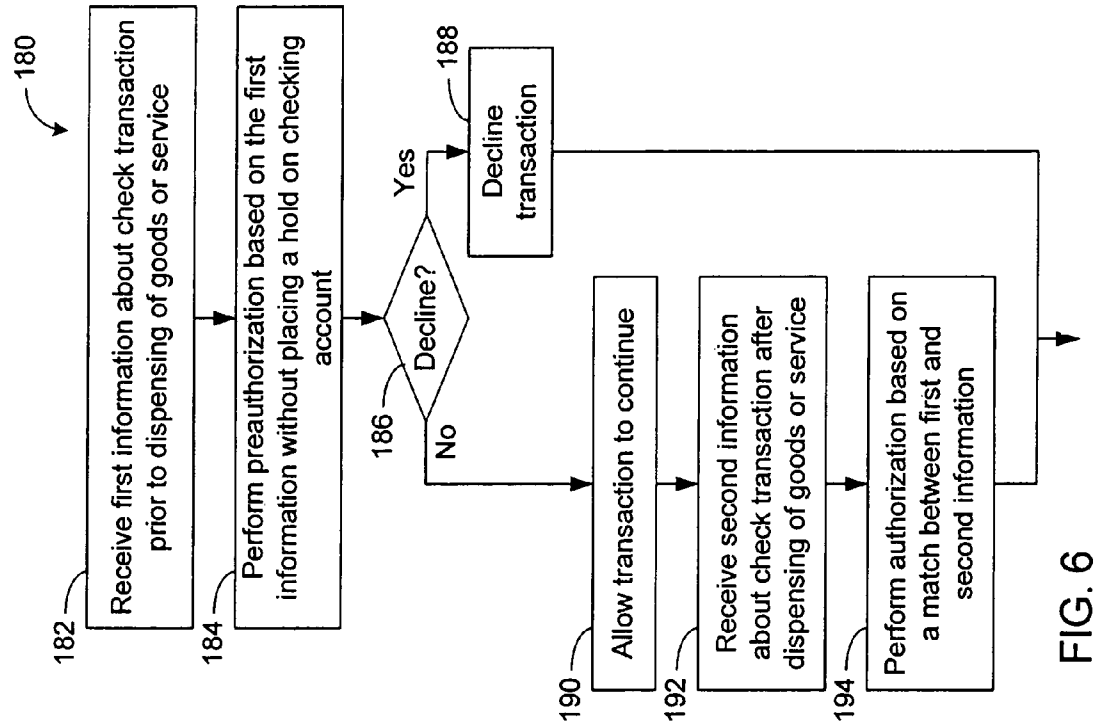 180
182
Receive first information about check transaction
prior to dispensing of goods or service
184
Perform preauthorization based on the first
information without placing a hold on checking
account
186
Decline?
Yes
No
188
Decline
transaction
190
Allow transaction to continue
192
Receive second information
about check transaction after
dispensing of goods or service
194
Perform authorization based on
a match between first and
second information
FIG. 6